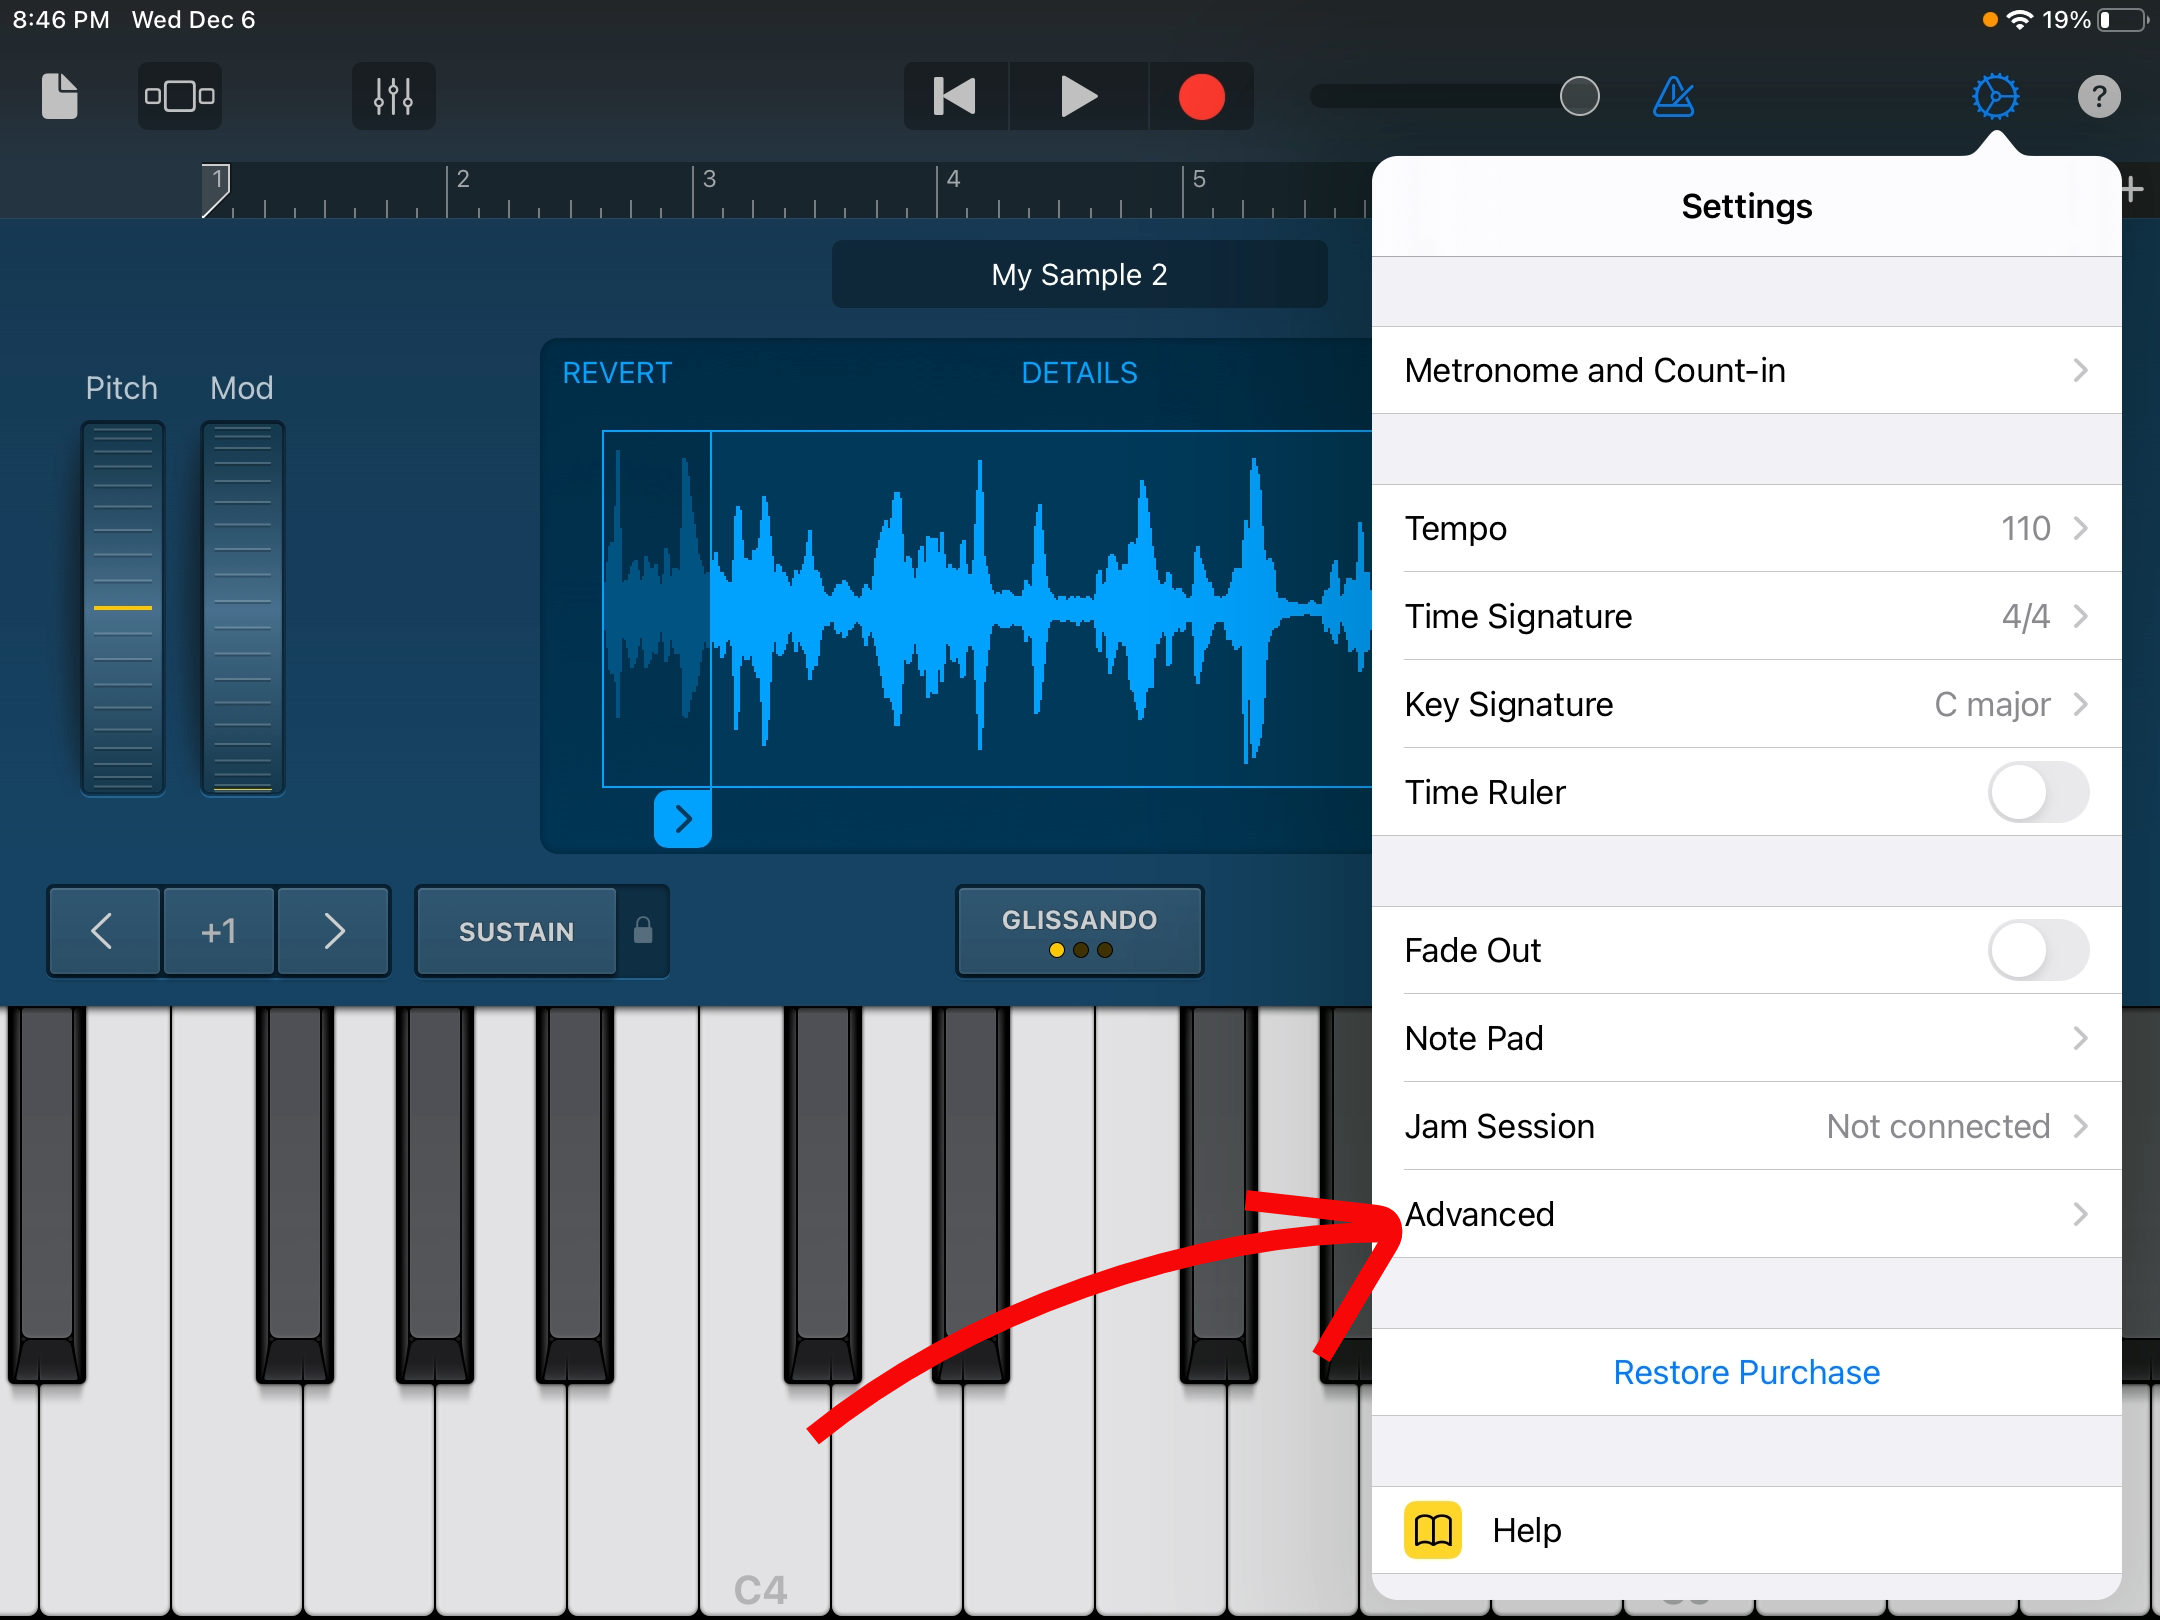 8:46 PM Wed Dec 6
19%
?
1 2 3 4 5
Settings
My Sample 2
REVERT DETAILS
Pitch Mod
Metronome and Count-in
Tempo 110
Time Signature 4/4
Key Signature C major
Time Ruler
+1 SUSTAIN GLISSANDO
Fade Out
Note Pad
Jam Session Not connected
Advanced
Restore Purchase
Help
C4